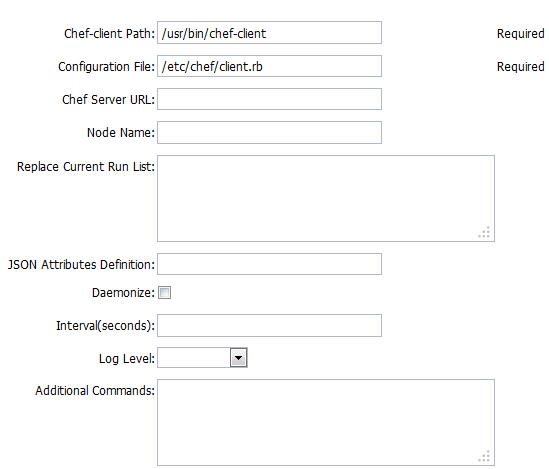 Chef-client Path: /usr/bin/chef-client Required
Configuration File: /etc/chef/client.rb Required
Chef Server URL:
Node Name:
Replace Current Run List:
JSON Attributes Definition:
Daemonize:
Interval(seconds):
Log Level:
Additional Commands: